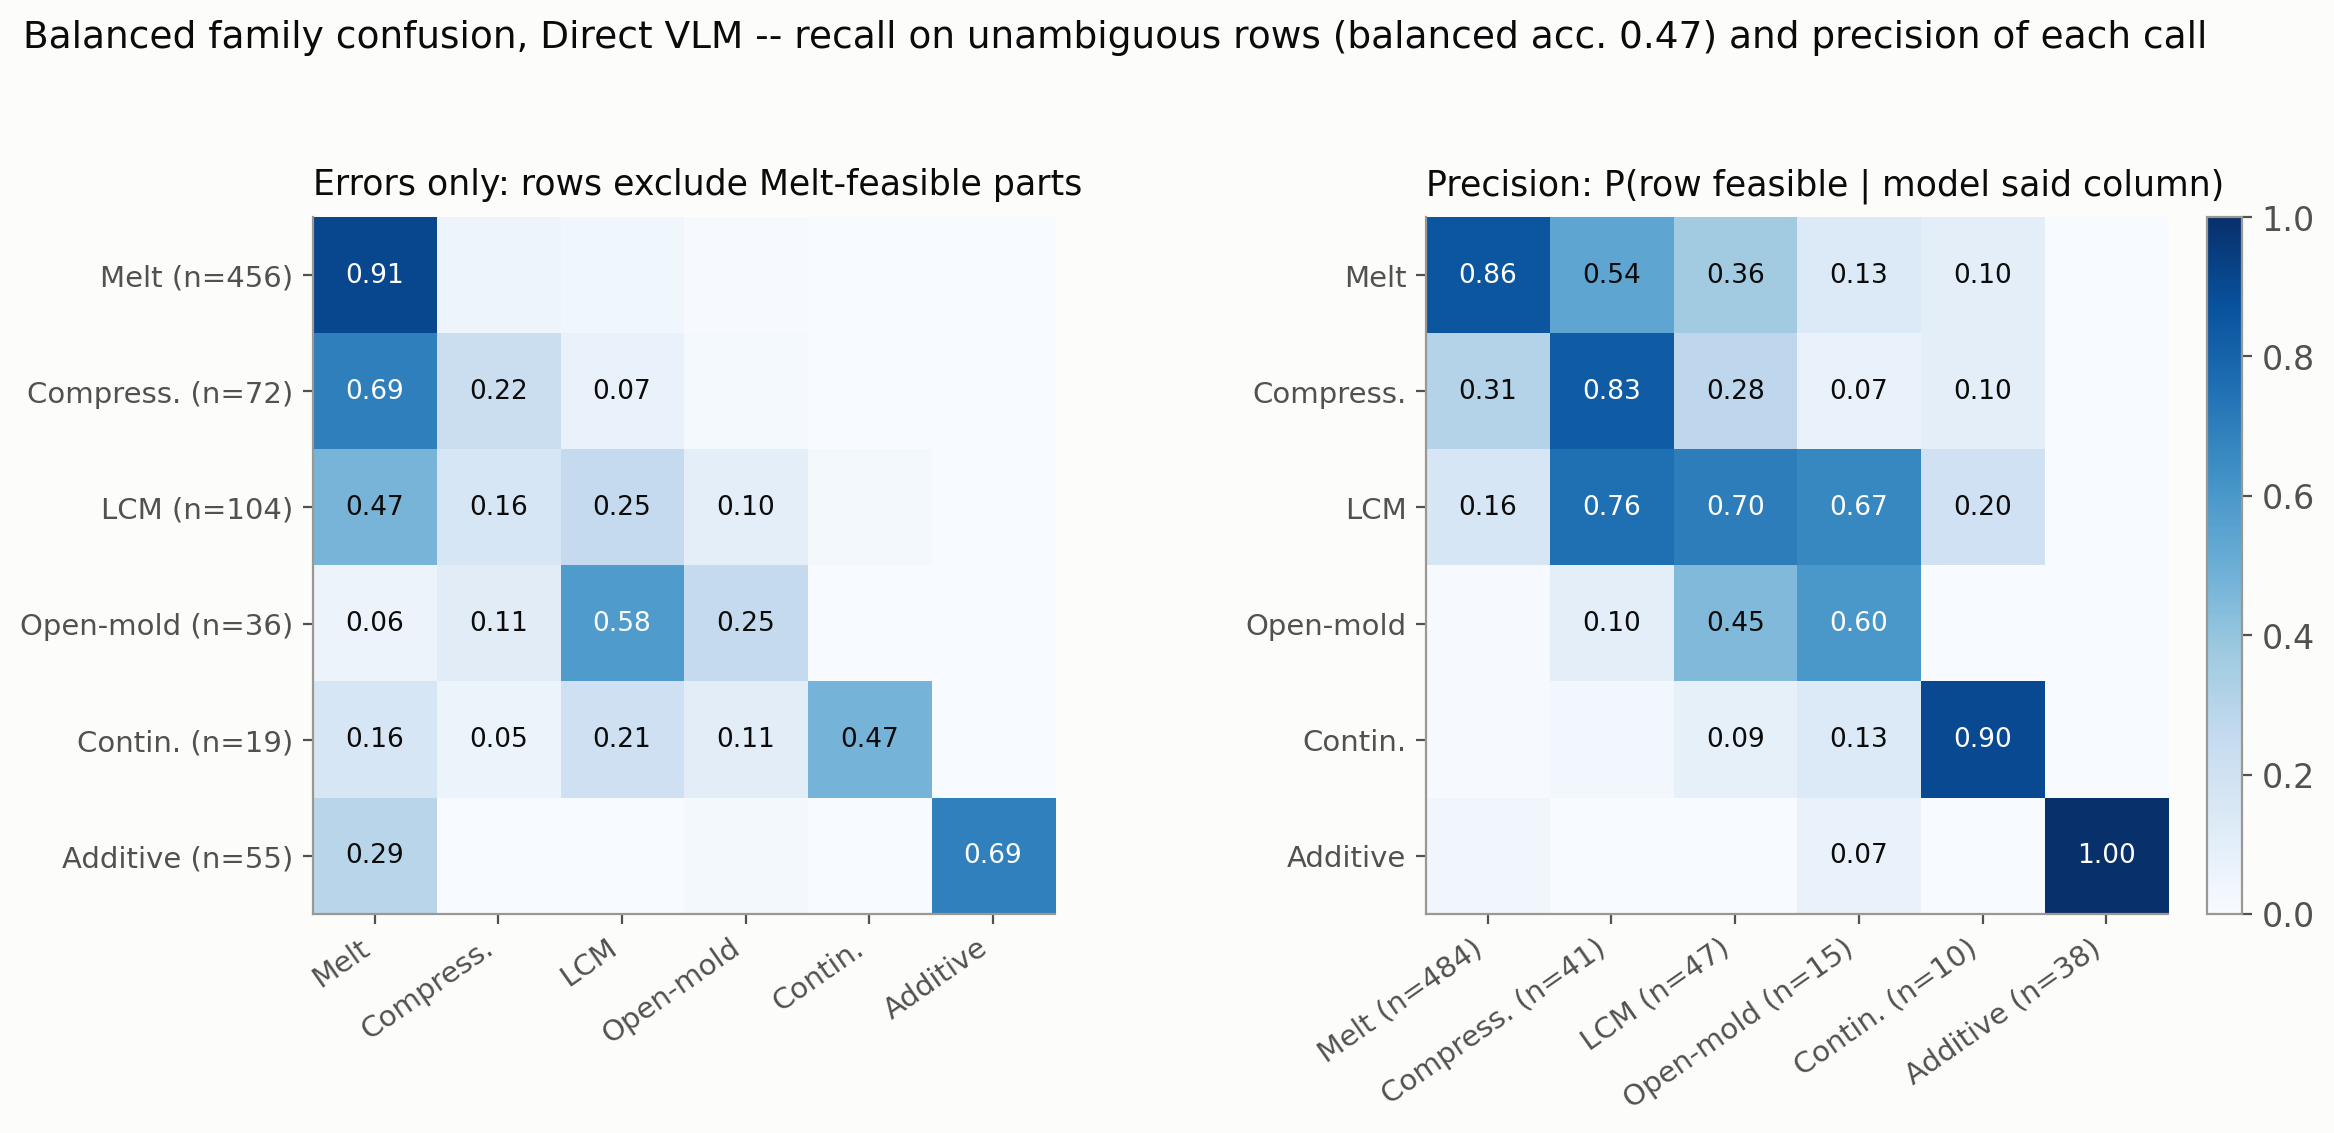 Balanced family confusion, Direct VLM -- recall on unambiguous rows (balanced acc. 0.47) and precision of each call
Errors only: rows exclude Melt-feasible parts
Melt (n=456) 0.91
Compress. (n=72) 0.69 0.22 0.07
LCM (n=104) 0.47 0.16 0.25 0.10
Open-mold (n=36) 0.06 0.11 0.58 0.25
Contin. (n=19) 0.16 0.05 0.21 0.11 0.47
Additive (n=55) 0.29 0.69
Melt Compress. LCM Open-mold Contin. Additive
Precision: P(row feasible | model said column)
Melt 0.86 0.54 0.36 0.13 0.10
Compress. 0.31 0.83 0.28 0.07 0.10
LCM 0.16 0.76 0.70 0.67 0.20
Open-mold 0.10 0.45 0.60
Contin. 0.09 0.13 0.90
Additive 0.07 1.00
Melt (n=484) Compress. (n=41) LCM (n=47) Open-mold (n=15) Contin. (n=10) Additive (n=38)
1.0
0.8
0.6
0.4
0.2
0.0